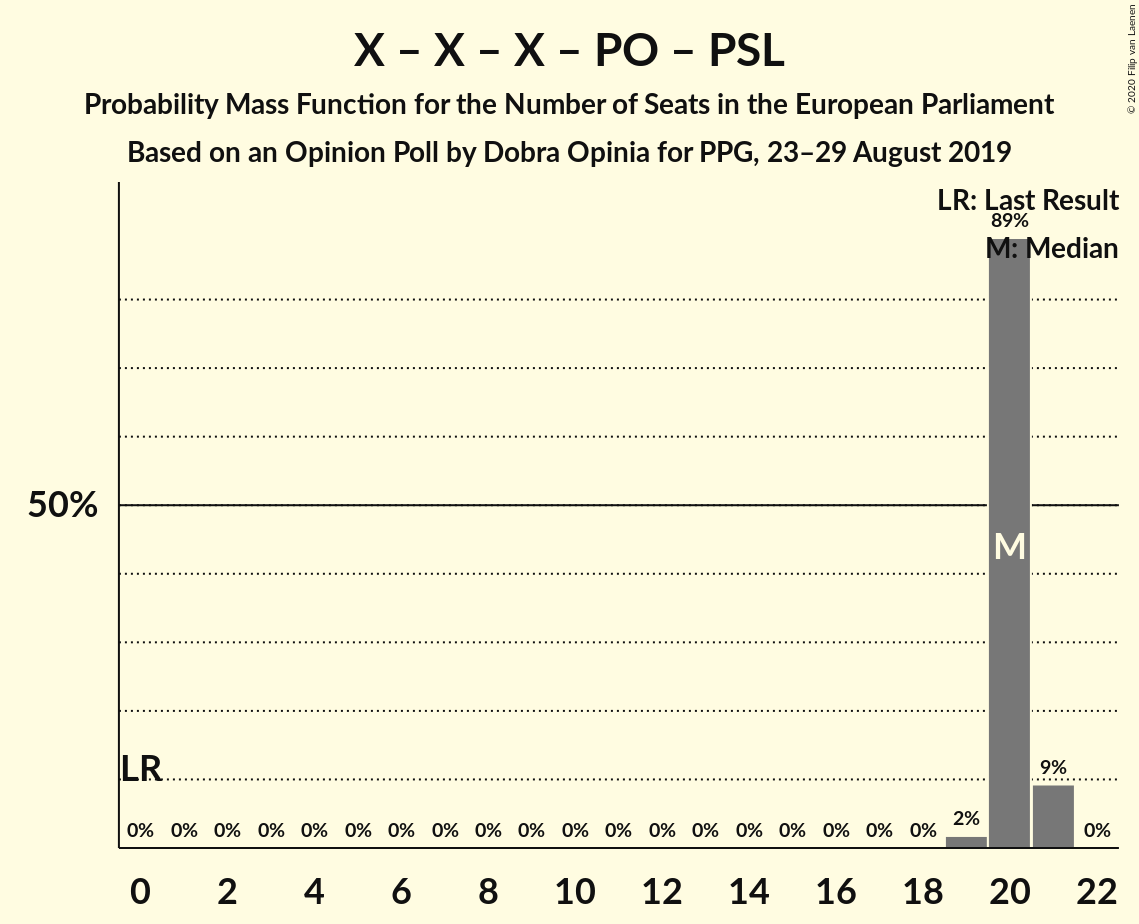 X – X – X – PO – PSL
Probability Mass Function for the Number of Seats in the European Parliament
Based on an Opinion Poll by Dobra Opinia for PPG, 23–29 August 2019
© 2020 Filip van Laenen
LR: Last Result
89%
M: Median
50%
M
LR
9%
2%
0% 0% 0% 0% 0% 0% 0% 0% 0% 0% 0% 0% 0% 0% 0% 0% 0% 0% 0% 0%
0 2 4 6 8 10 12 14 16 18 20 22